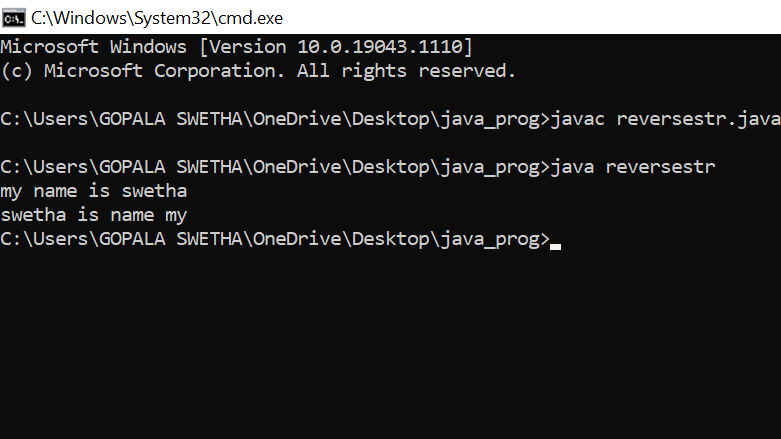 C:\Windows\System32\cmd.exe
Microsoft Windows [Version 10.0.19043.1110]
(c) Microsoft Corporation. All rights reserved.
C:\Users\GOPALA SWETHA\OneDrive\Desktop\java_prog>javac reversestr.java
C:\Users\GOPALA SWETHA\OneDrive\Desktop\java_prog>java reversestr
my name is swetha
swetha is name my
C:\Users\GOPALA SWETHA\OneDrive\Desktop\java_prog>